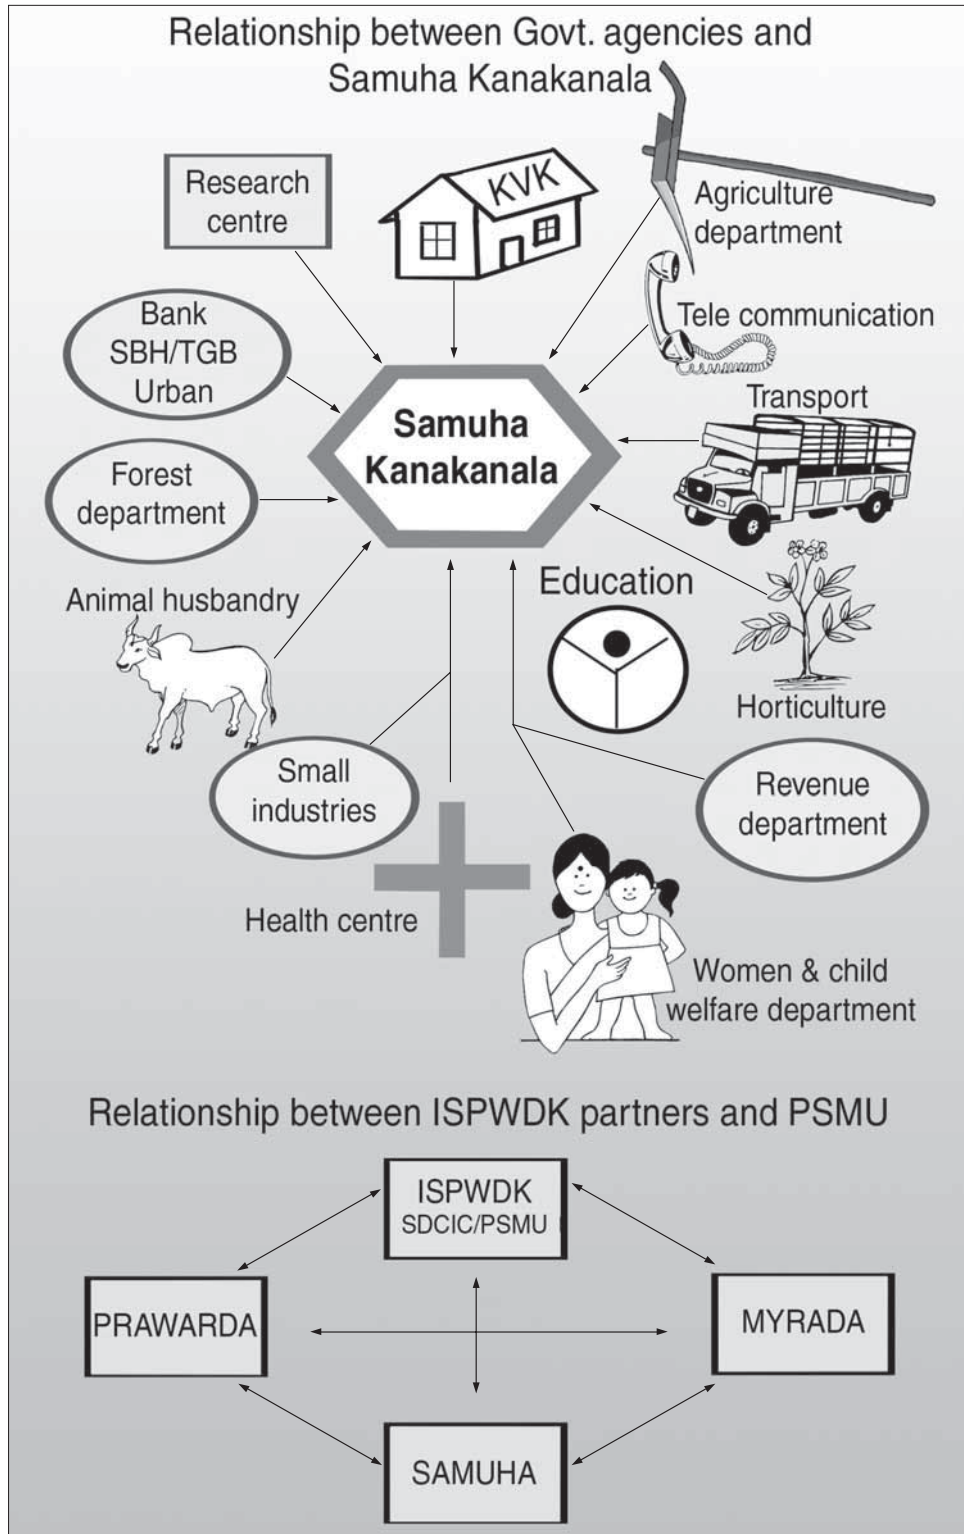 Relationship between Govt. agencies and
Samuha Kanakanala
Research
centre
KVK
Agriculture
department
Bank
SBH/TGB
Urban
Tele communication
Transport
Samuha
Kanakanala
Forest
department
Animal husbandry
Education
Horticulture
Small
industries
Revenue
department
Health centre
Women & child
welfare department
Relationship between ISPWDK partners and PSMU
ISPWDK
SDCIC/PSMU
PRAWARDA
MYRADA
SAMUHA